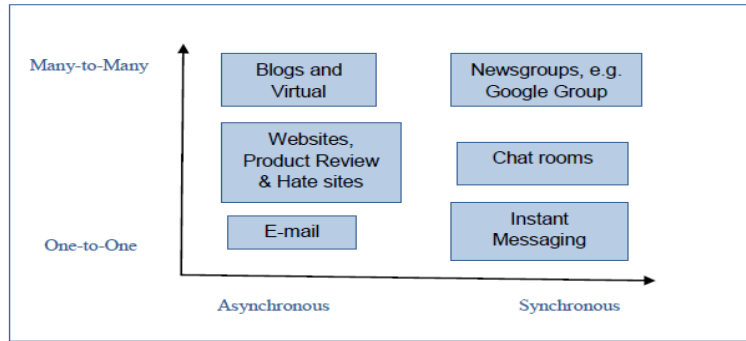 Many-to-Many
Blogs and
Virtual
Newsgroups, e.g.
Google Group
Websites,
Product Review
& Hate sites
Chat rooms
E-mail
Instant
Messaging
One-to-One
Asynchronous
Synchronous